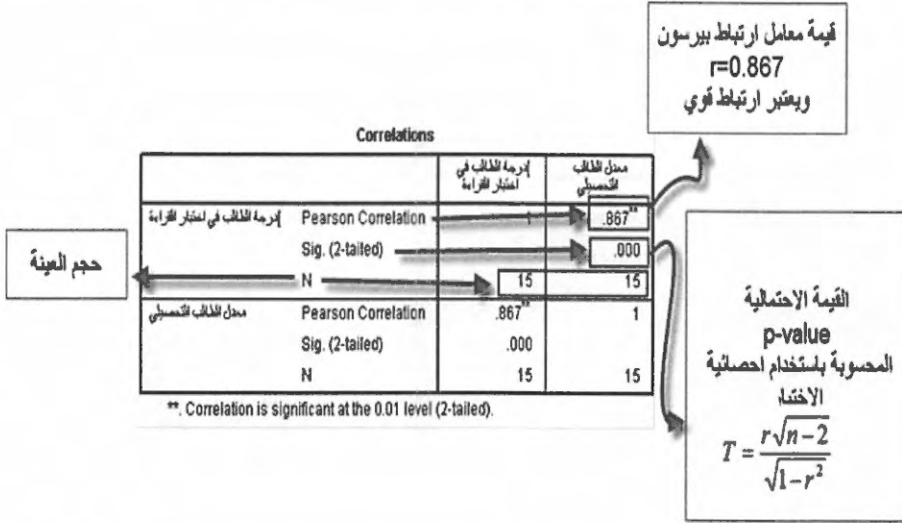 قيمة معامل ارتباط بيرسون
r=0.867
ويعتبر ارتباط قوي
Correlations
إدرجة الطالب في اختبار القراءة
معدل الطالب التحصيلي
إدرجة الطالب في اختبار القراءة Pearson Correlation 1 .867**
Sig. (2-tailed) .000
N 15 15
معدل الطالب التحصيلي Pearson Correlation .867** 1
Sig. (2-tailed) .000
N 15 15
**. Correlation is significant at the 0.01 level (2-tailed).
حجم العينة
القيمة الاحتمالية
p-value
المحسوبة باستخدام احصائية
الاختبار
T = r√n−2 / √1−r²